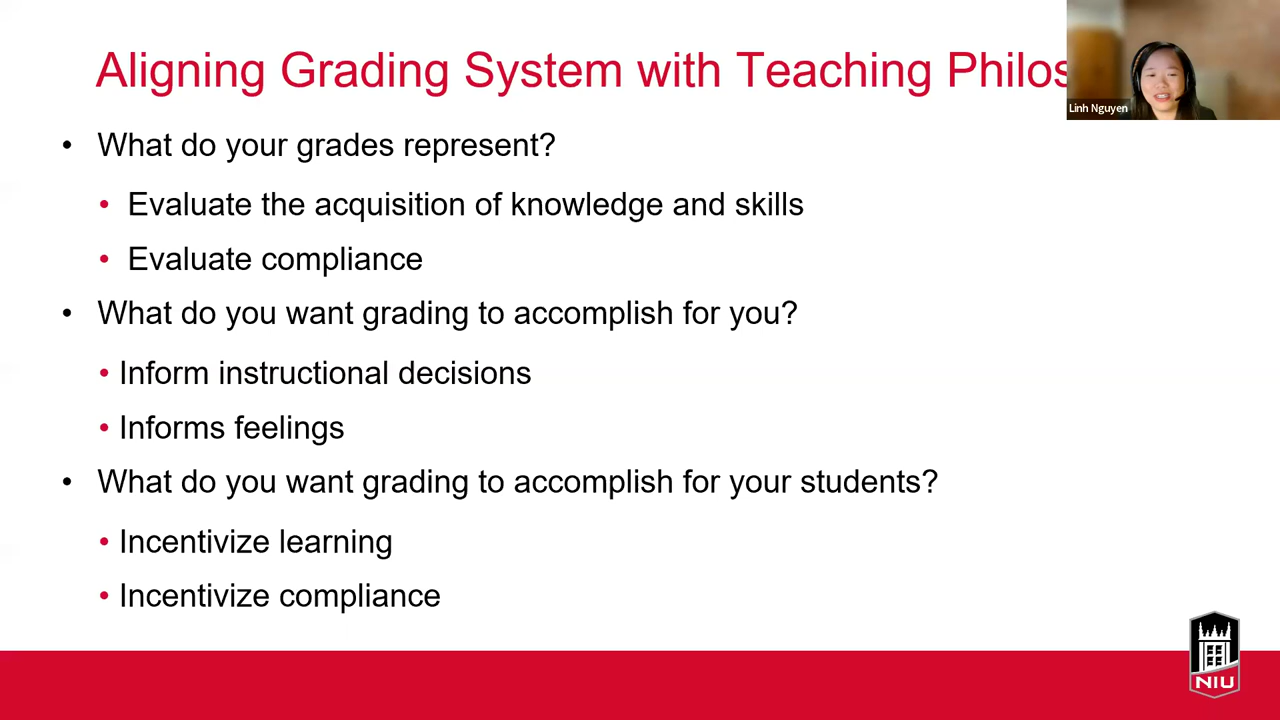 Aligning Grading System with Teaching Philos
Linh Nguyen
• What do your grades represent?
• Evaluate the acquisition of knowledge and skills
• Evaluate compliance
• What do you want grading to accomplish for you?
• Inform instructional decisions
• Informs feelings
• What do you want grading to accomplish for your students?
• Incentivize learning
• Incentivize compliance
NIU